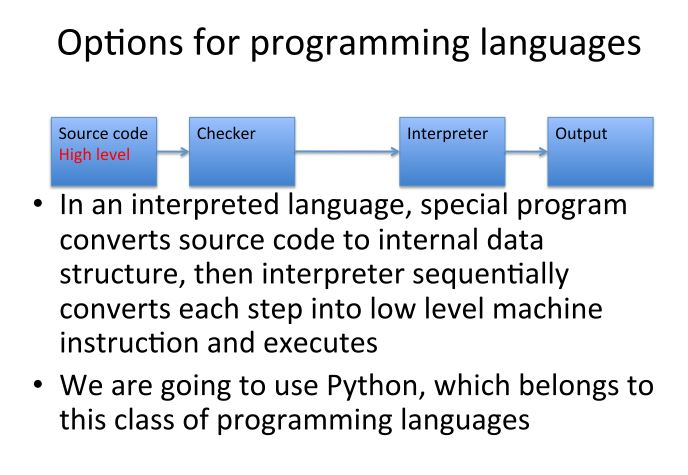 Options for programming languages
Source code
High level
Checker
Interpreter
Output
• In an interpreted language, special program
converts source code to internal data
structure, then interpreter sequentially
converts each step into low level machine
instruction and executes
• We are going to use Python, which belongs to
this class of programming languages